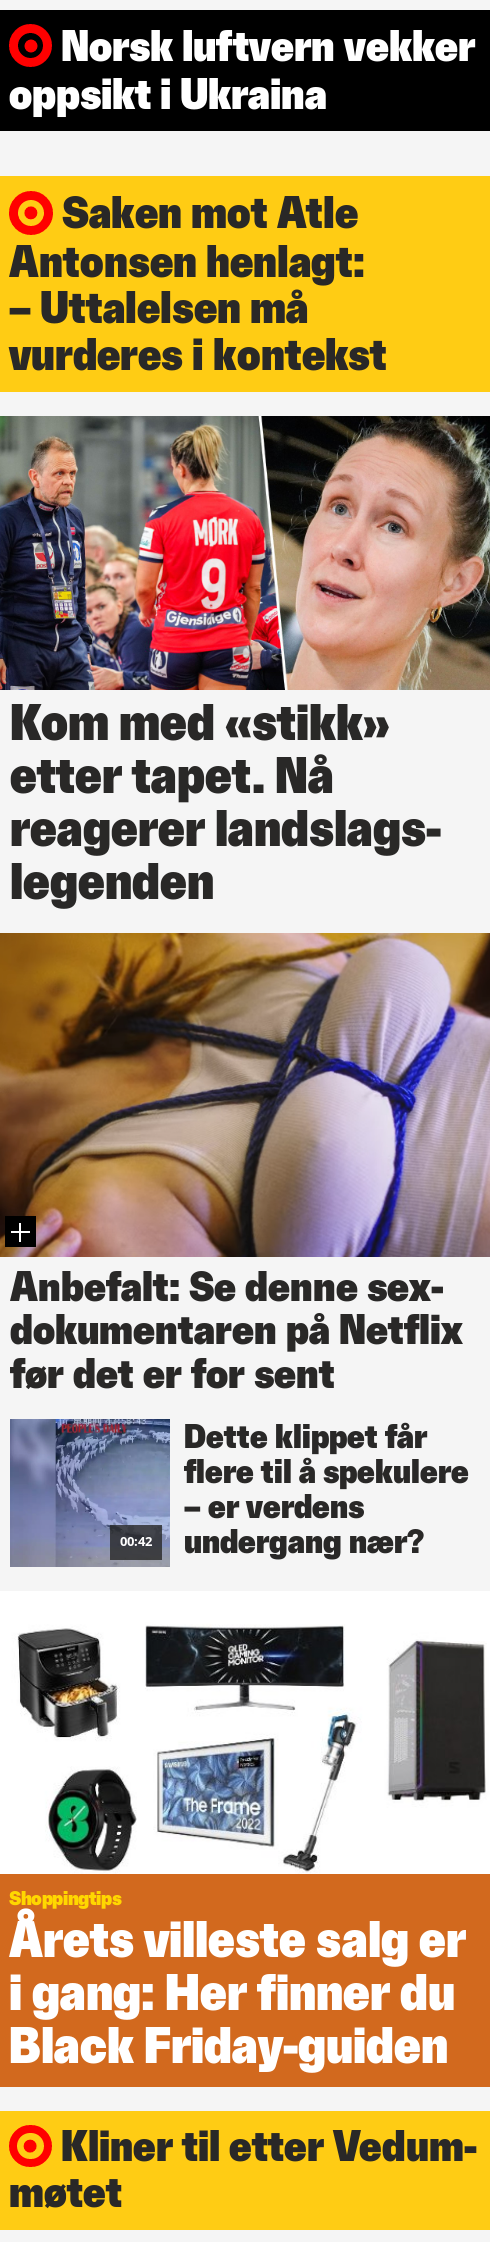 Norsk luftvern vekker
oppsikt i Ukraina
Saken mot Atle
Antonsen henlagt:
– Uttalelsen må
vurderes i kontekst
MØRK
9
Gjensidige
Kom med «stikk»
etter tapet. Nå
reagerer landslags-
legenden
Anbefalt: Se denne sex-
dokumentaren på Netflix
før det er for sent
00:42
Dette klippet får
flere til å spekulere
– er verdens
undergang nær?
QLED
GAMING
MONITOR
The Frame
2022
Shoppingtips
Årets villeste salg er
i gang: Her finner du
Black Friday-guiden
Kliner til etter Vedum-
møtet